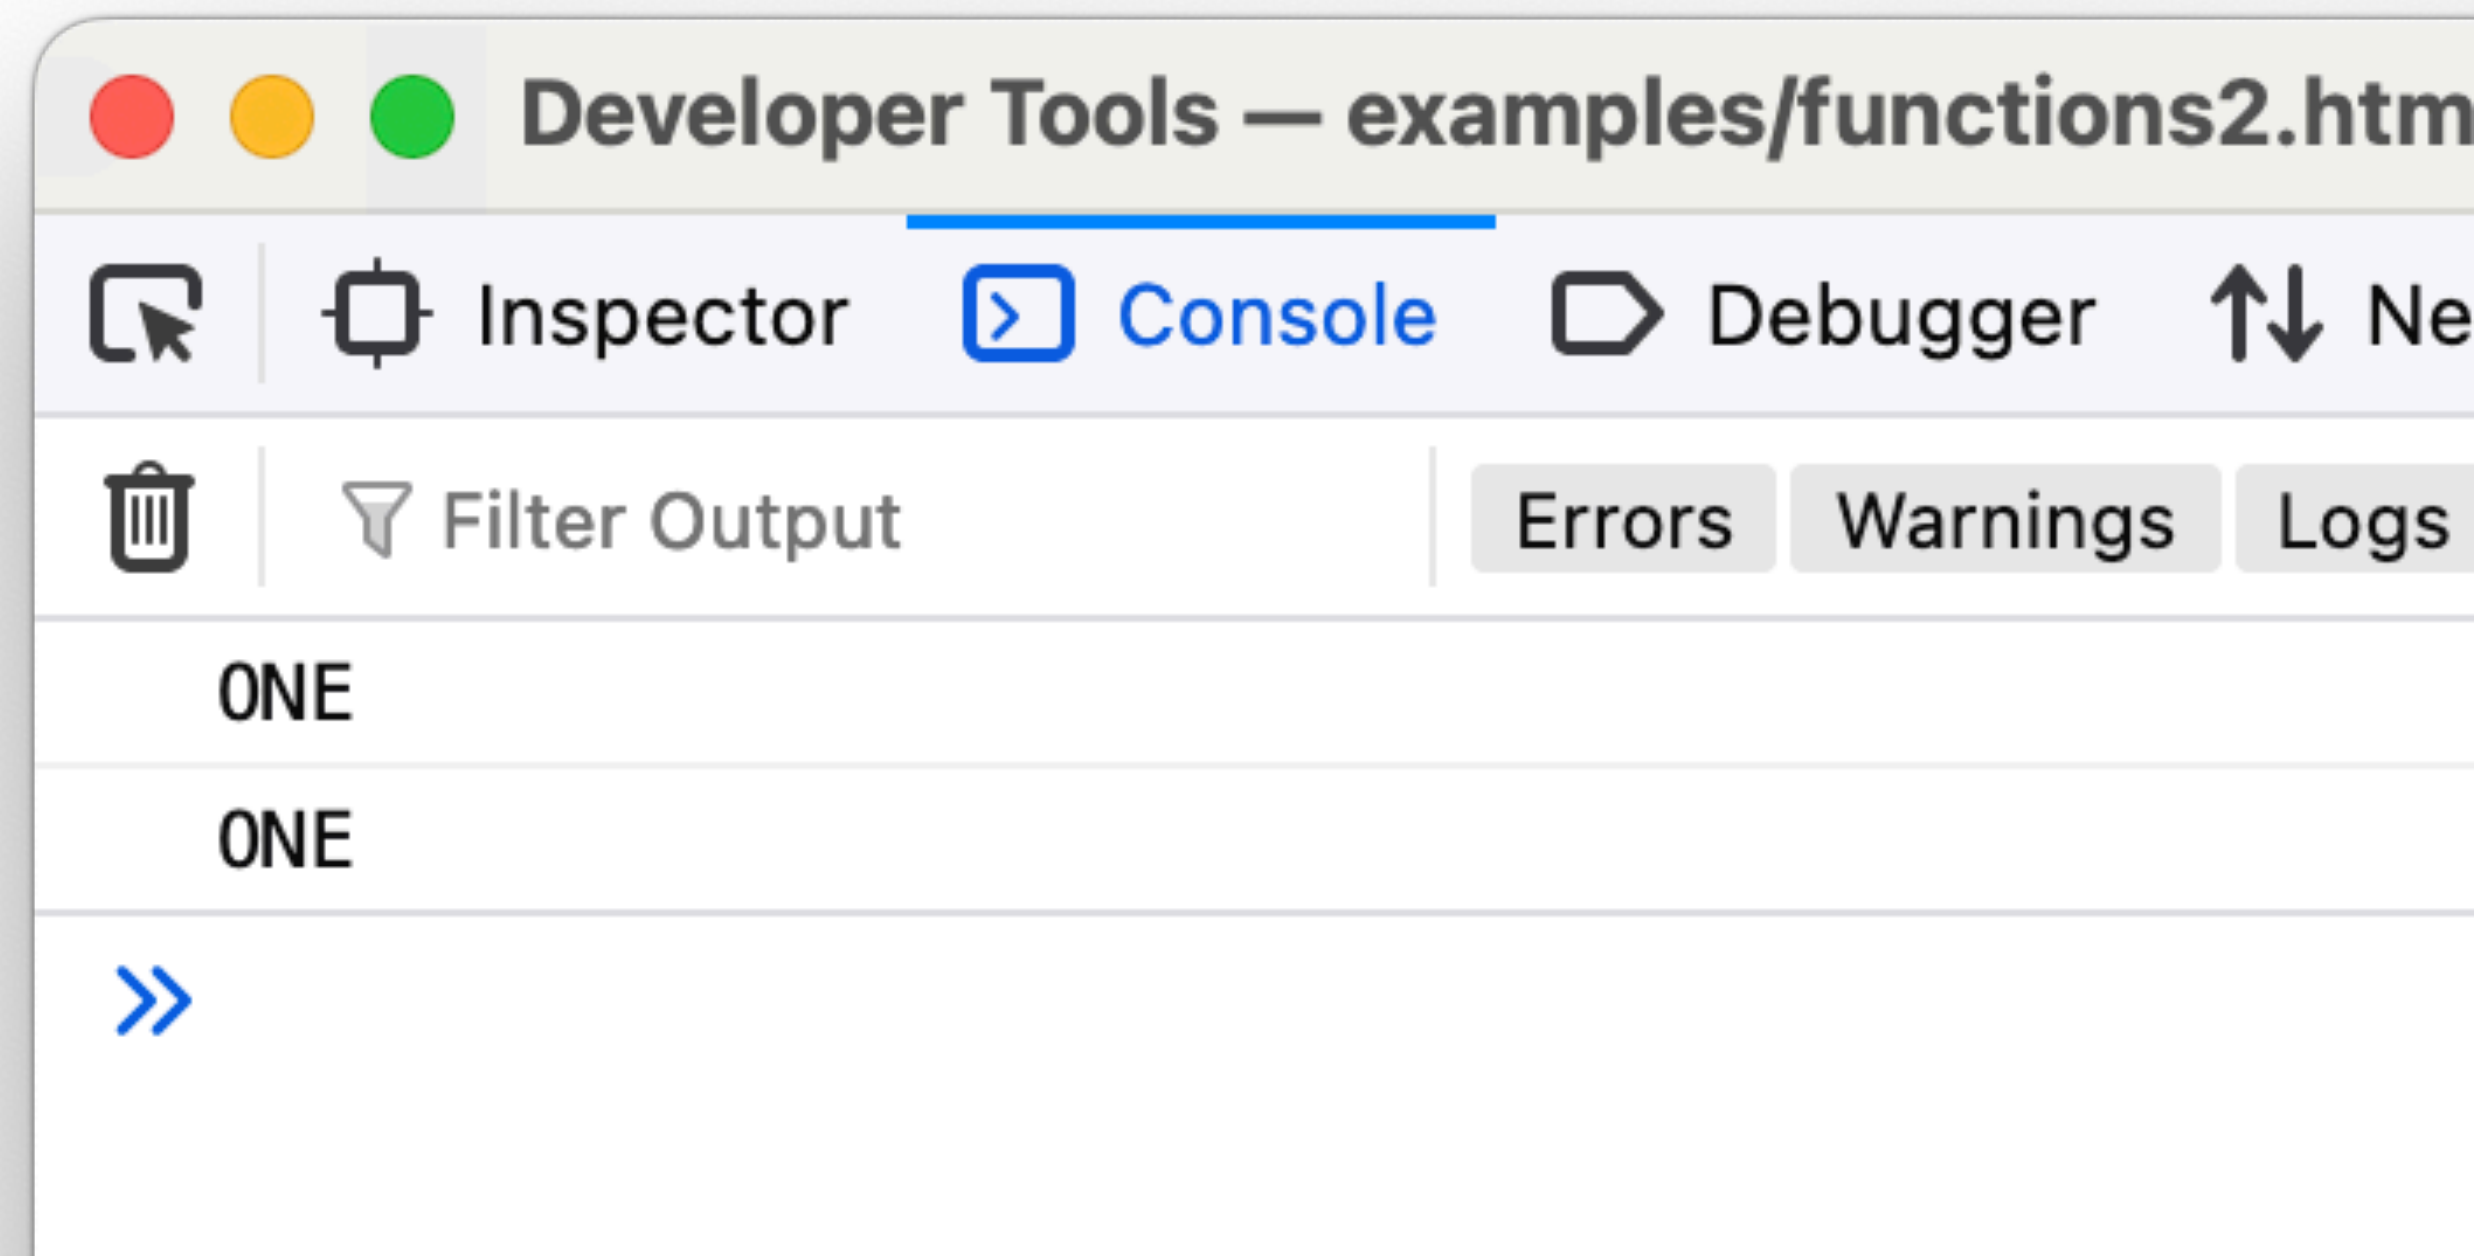 Developer Tools — examples/functions2.htm
Inspector Console Debugger Ne
Filter Output Errors Warnings Logs
ONE
ONE